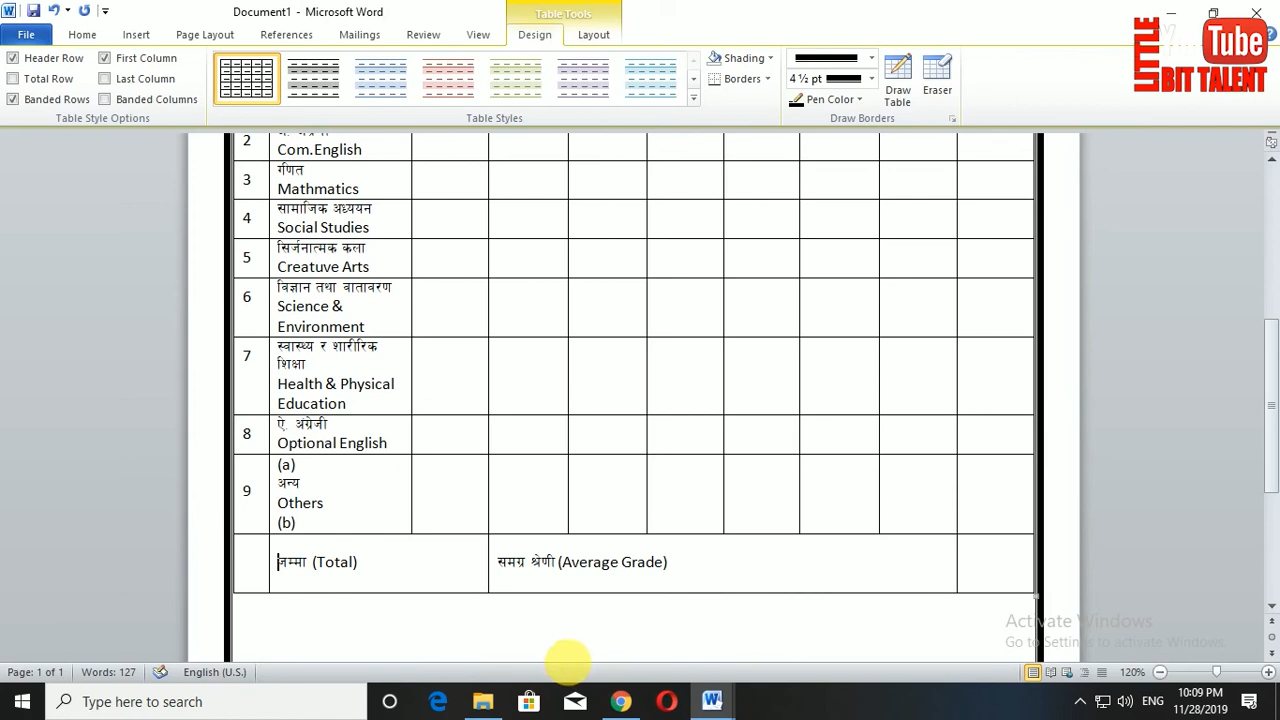 Document1 - Microsoft Word
Table Tools
File Home Insert Page Layout References Mailings Review View Design Layout
Header Row First Column
Total Row Last Column
Banded Rows Banded Columns
Table Style Options
Table Styles
Shading
Borders
4 ½ pt
Pen Color
Draw Table
Eraser
Draw Borders
LITTLE
You Tube
BIT TALENT
2 Com.English
3 गणित
Mathmatics
4 सामाजिक अध्ययन
Social Studies
5 सिर्जनात्मक कला
Creatuve Arts
6 विज्ञान तथा वातावरण
Science &
Environment
7 स्वास्थ्य र शारीरिक
शिक्षा
Health & Physical
Education
8 ऐ. अंग्रेजी
Optional English
(a)
9 अन्य
Others
(b)
जम्मा (Total) समग्र श्रेणी (Average Grade)
Activate Windows
Go to Settings to activate Windows.
Page: 1 of 1 Words: 127 English (U.S.) 120%
Type here to search
ENG
10:09 PM
11/28/2019